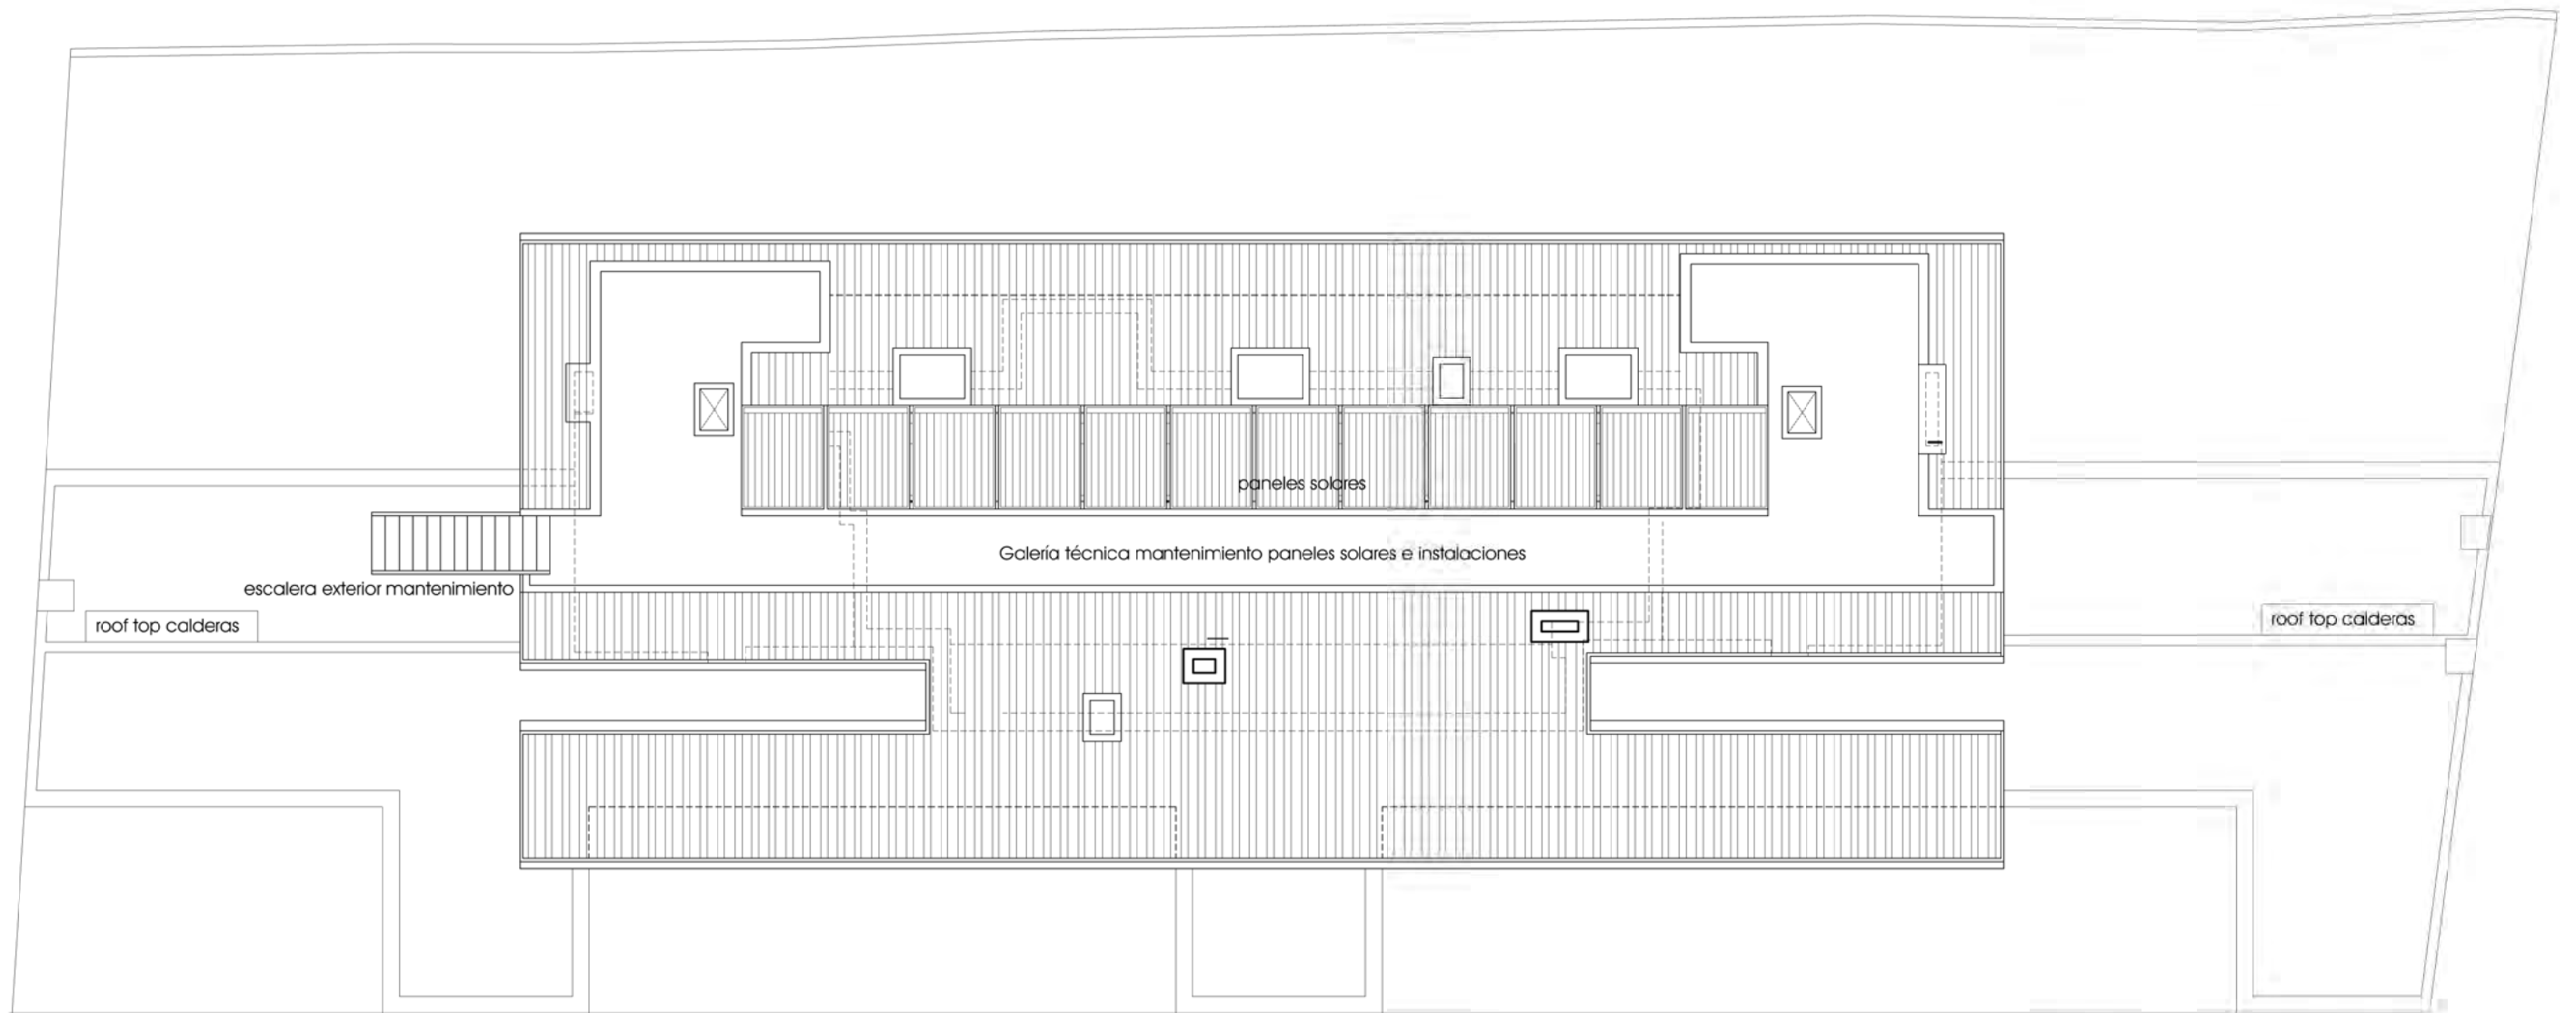 paneles solares
Galería técnica mantenimiento paneles solares e instalaciones
escalera exterior mantenimiento
roof top calderas
roof top calderas